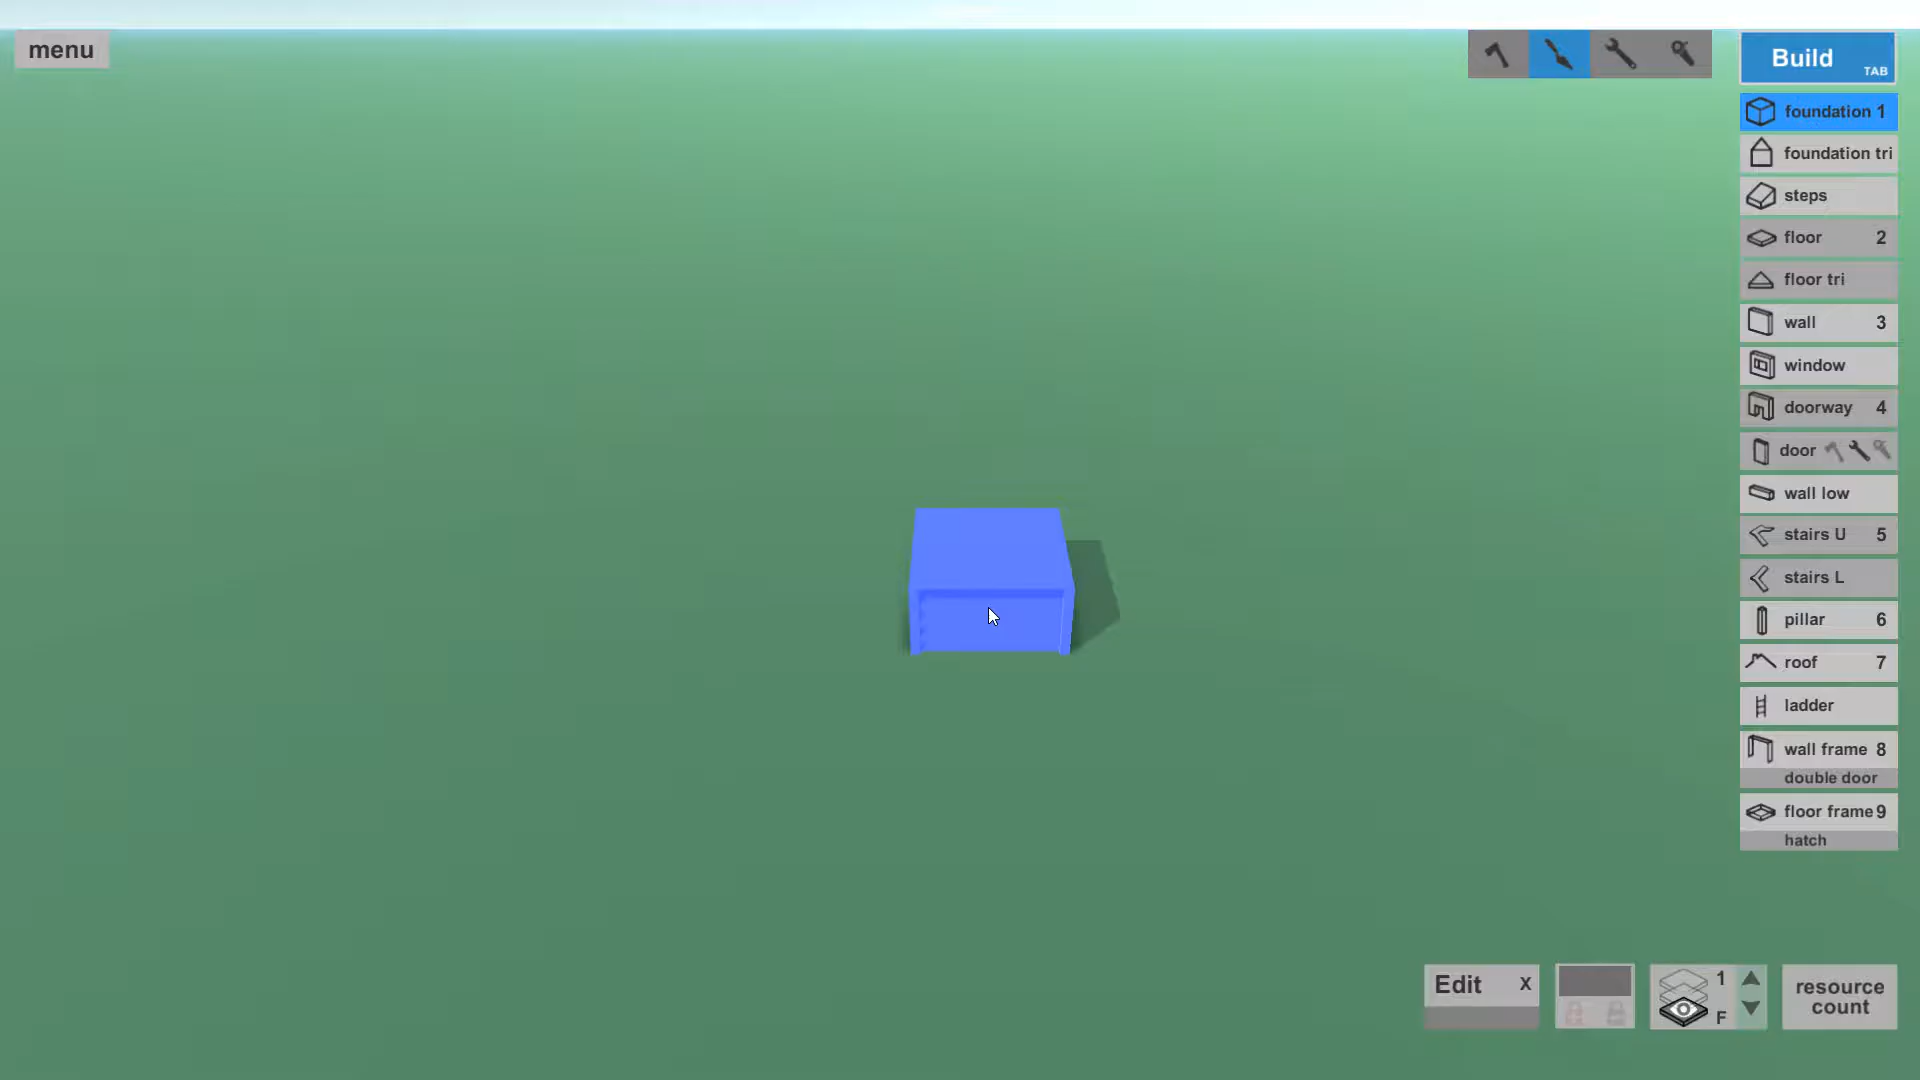 menu
Build
TAB
foundation 1
foundation tri
steps
floor 2
floor tri
wall 3
window
doorway 4
door
wall low
stairs U 5
stairs L
pillar 6
roof 7
ladder
wall frame 8
double door
floor frame 9
hatch
Edit X
1
F
resource
count